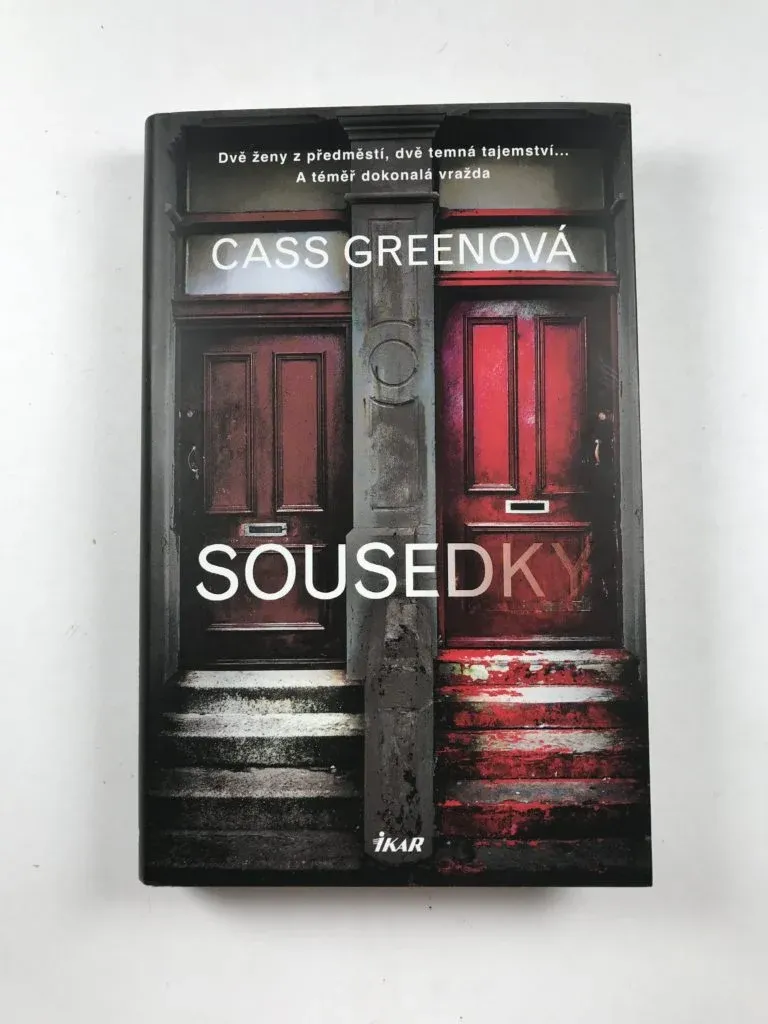 Dvě ženy z předměstí, dvě temná tajemství...
A téměř dokonalá vražda
CASS GREENOVÁ
SOUSEDKY
iKAR